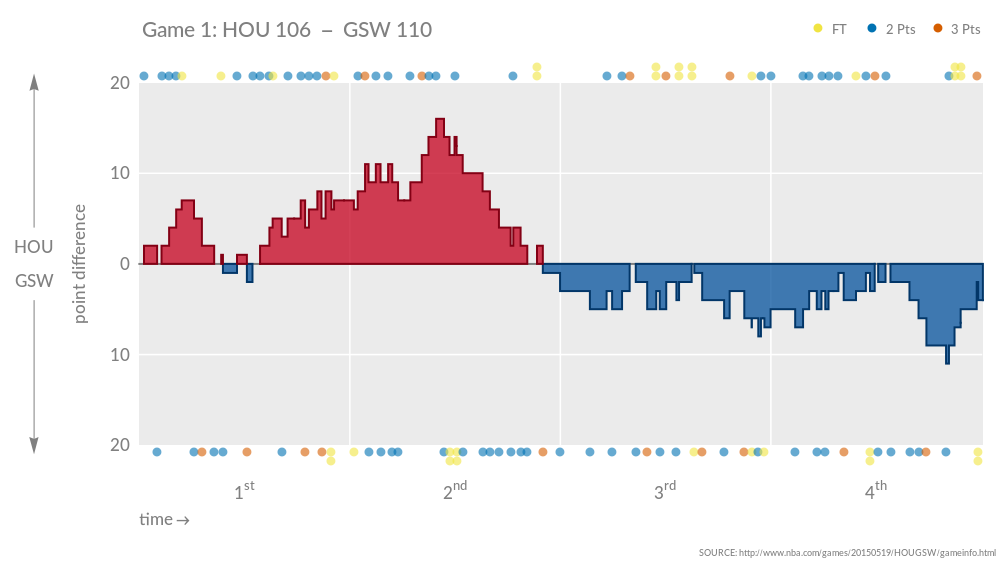 Game 1: HOU 106 – GSW 110
FT
2 Pts
3 Pts
20
10
0
10
20
HOU
GSW
point difference
1st
2nd
3rd
4th
time→
SOURCE: http://www.nba.com/games/20150519/HOUGSW/gameinfo.html